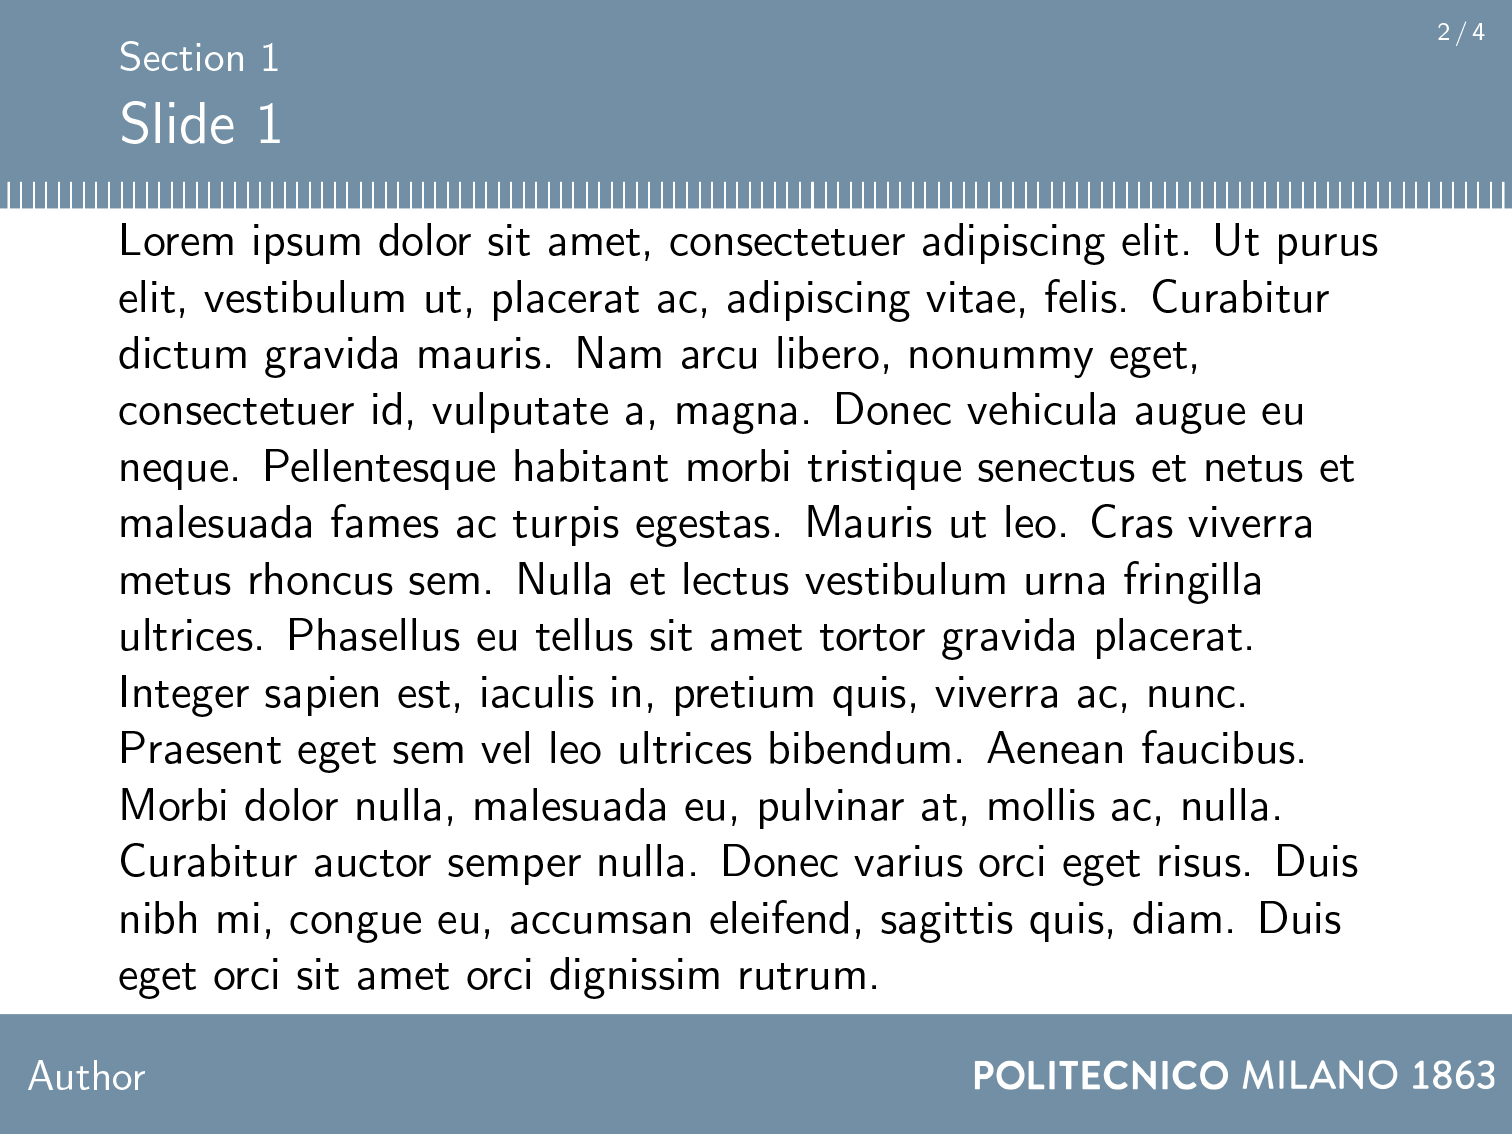 2 / 4
Section 1
Slide 1
Lorem ipsum dolor sit amet, consectetuer adipiscing elit. Ut purus
elit, vestibulum ut, placerat ac, adipiscing vitae, felis. Curabitur
dictum gravida mauris. Nam arcu libero, nonummy eget,
consectetuer id, vulputate a, magna. Donec vehicula augue eu
neque. Pellentesque habitant morbi tristique senectus et netus et
malesuada fames ac turpis egestas. Mauris ut leo. Cras viverra
metus rhoncus sem. Nulla et lectus vestibulum urna fringilla
ultrices. Phasellus eu tellus sit amet tortor gravida placerat.
Integer sapien est, iaculis in, pretium quis, viverra ac, nunc.
Praesent eget sem vel leo ultrices bibendum. Aenean faucibus.
Morbi dolor nulla, malesuada eu, pulvinar at, mollis ac, nulla.
Curabitur auctor semper nulla. Donec varius orci eget risus. Duis
nibh mi, congue eu, accumsan eleifend, sagittis quis, diam. Duis
eget orci sit amet orci dignissim rutrum.
Author
POLITECNICO MILANO 1863